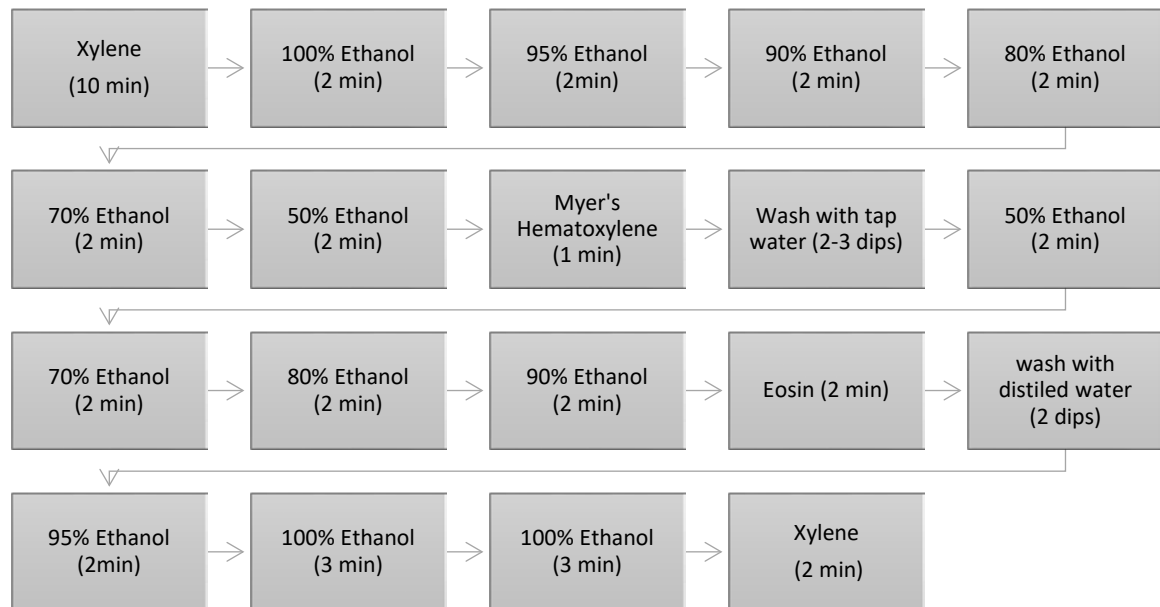 Xylene
(10 min)
100% Ethanol
(2 min)
95% Ethanol
(2min)
90% Ethanol
(2 min)
80% Ethanol
(2 min)
70% Ethanol
(2 min)
50% Ethanol
(2 min)
Myer's
Hematoxylene
(1 min)
Wash with tap
water (2-3 dips)
50% Ethanol
(2 min)
70% Ethanol
(2 min)
80% Ethanol
(2 min)
90% Ethanol
(2 min)
Eosin (2 min)
wash with
distiled water
(2 dips)
95% Ethanol
(2min)
100% Ethanol
(3 min)
100% Ethanol
(3 min)
Xylene
(2 min)